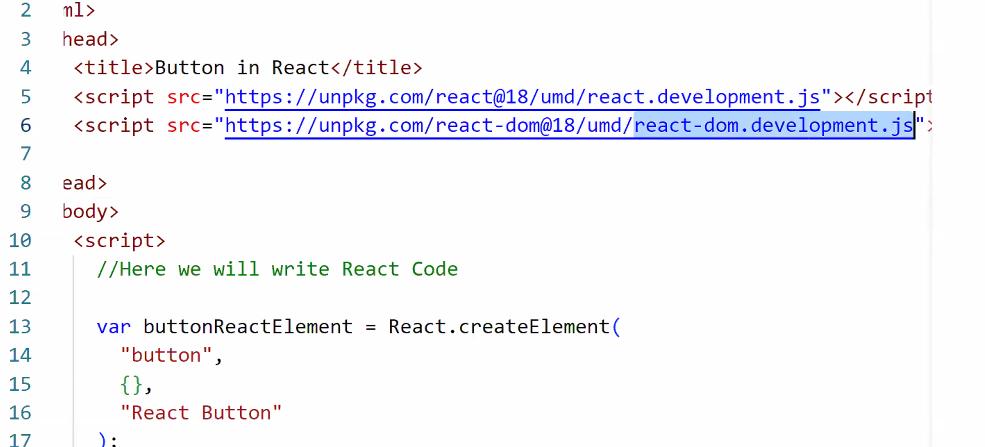 2 ml>
3 head>
4 <title>Button in React</title>
5 <script src="https://unpkg.com/react@18/umd/react.development.js"></script
6 <script src="https://unpkg.com/react-dom@18/umd/react-dom.development.js">
7
8 ead>
9 body>
10 <script>
11 //Here we will write React Code
12
13 var buttonReactElement = React.createElement(
14 "button",
15 {},
16 "React Button"
17 );